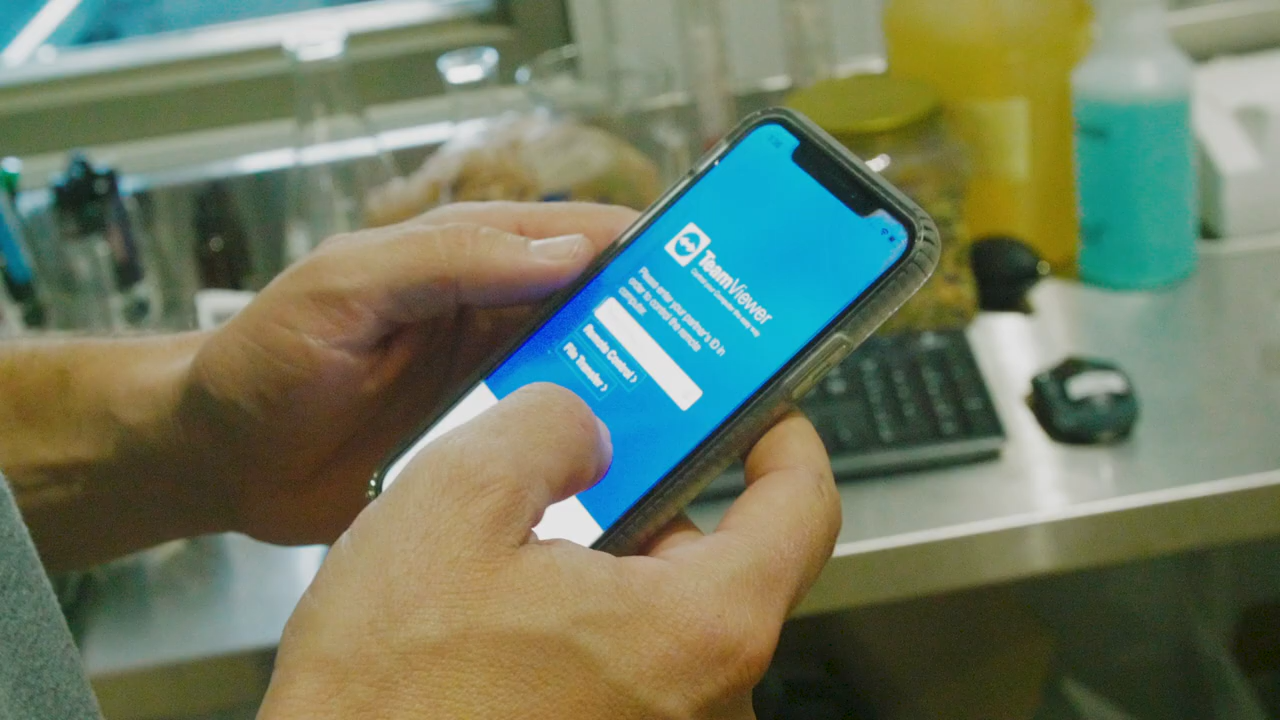 TeamViewer
Control your computer the easy way
Please enter your partner's ID in
order to control the remote
computer.
Remote Control >
File Transfer >